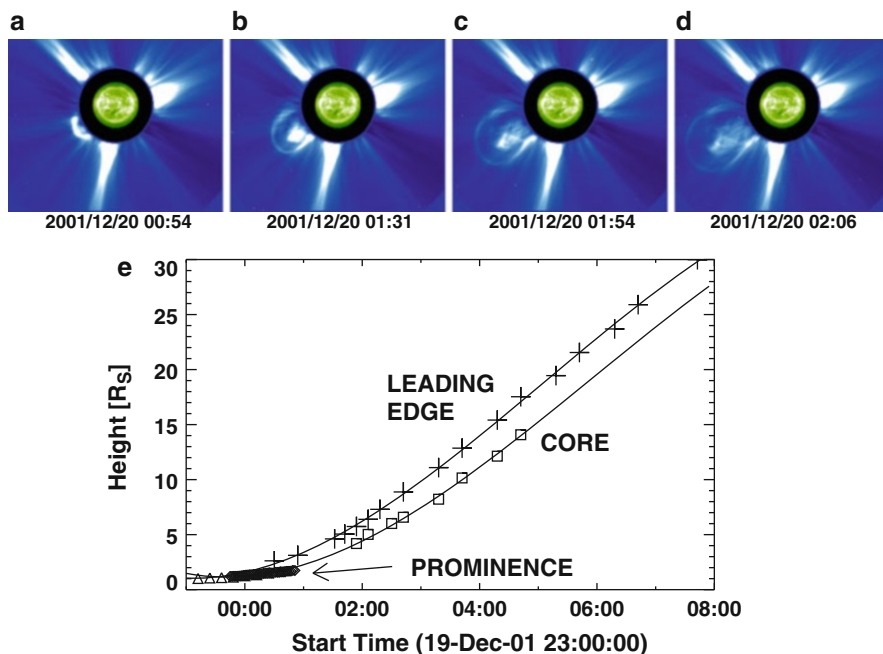 a b c d
2001/12/20 00:54 2001/12/20 01:31 2001/12/20 01:54 2001/12/20 02:06
e
30
25
20
15
10
5
0
Height [RS]
LEADING
EDGE
CORE
PROMINENCE
00:00 02:00 04:00 06:00 08:00
Start Time (19-Dec-01 23:00:00)